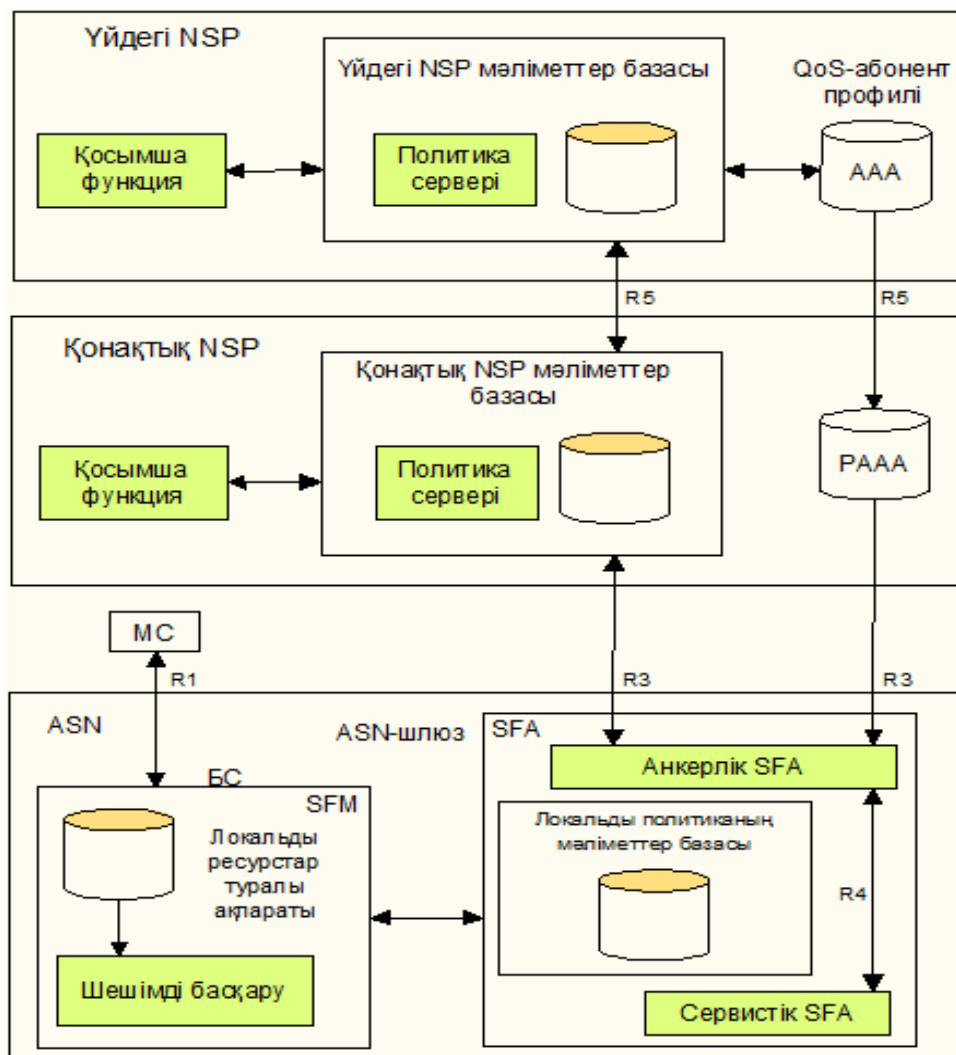 Үйдегі NSP
Үйдегі NSP мәліметтер базасы
QoS-абонент
профилі
Қосымша
функция
Политика
сервері
AAA
R5
R5
Қонақтық NSP
Қонақтық NSP мәліметтер
базасы
Қосымша
функция
Политика
сервері
PAAA
МС
R1
R3
R3
ASN
ASN-шлюз
SFA
Анкерлік SFA
БС
SFM
Локальды
ресурстар
туралы
ақпараты
Локальды политиканың
мәліметтер базасы
R4
Шешімді басқару
Сервистік SFA